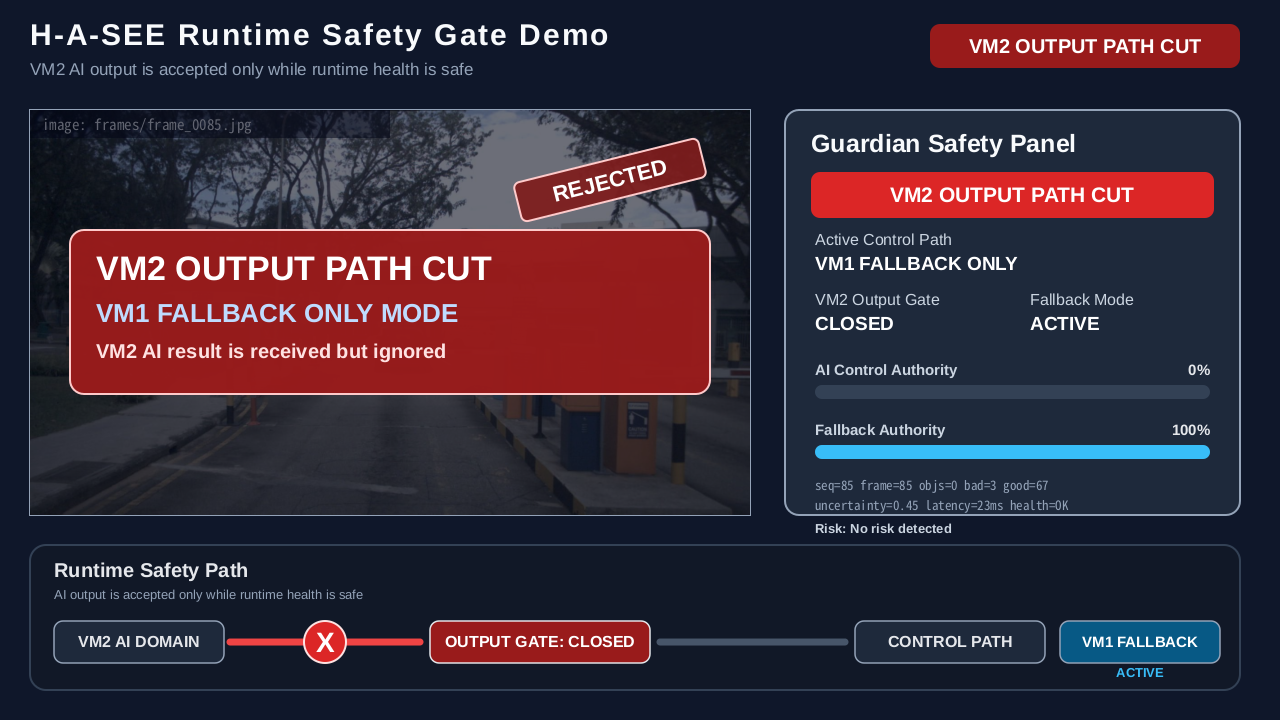 H-A-SEE Runtime Safety Gate Demo
VM2 AI output is accepted only while runtime health is safe
VM2 OUTPUT PATH CUT
image: frames/frame_0085.jpg
REJECTED
VM2 OUTPUT PATH CUT
VM1 FALLBACK ONLY MODE
VM2 AI result is received but ignored
Guardian Safety Panel
VM2 OUTPUT PATH CUT
Active Control Path
VM1 FALLBACK ONLY
VM2 Output Gate
CLOSED
Fallback Mode
ACTIVE
AI Control Authority 0%
Fallback Authority 100%
seq=85 frame=85 objs=0 bad=3 good=67
uncertainty=0.45 latency=23ms health=OK
Risk: No risk detected
Runtime Safety Path
AI output is accepted only while runtime health is safe
VM2 AI DOMAIN
X
OUTPUT GATE: CLOSED
CONTROL PATH
VM1 FALLBACK
ACTIVE